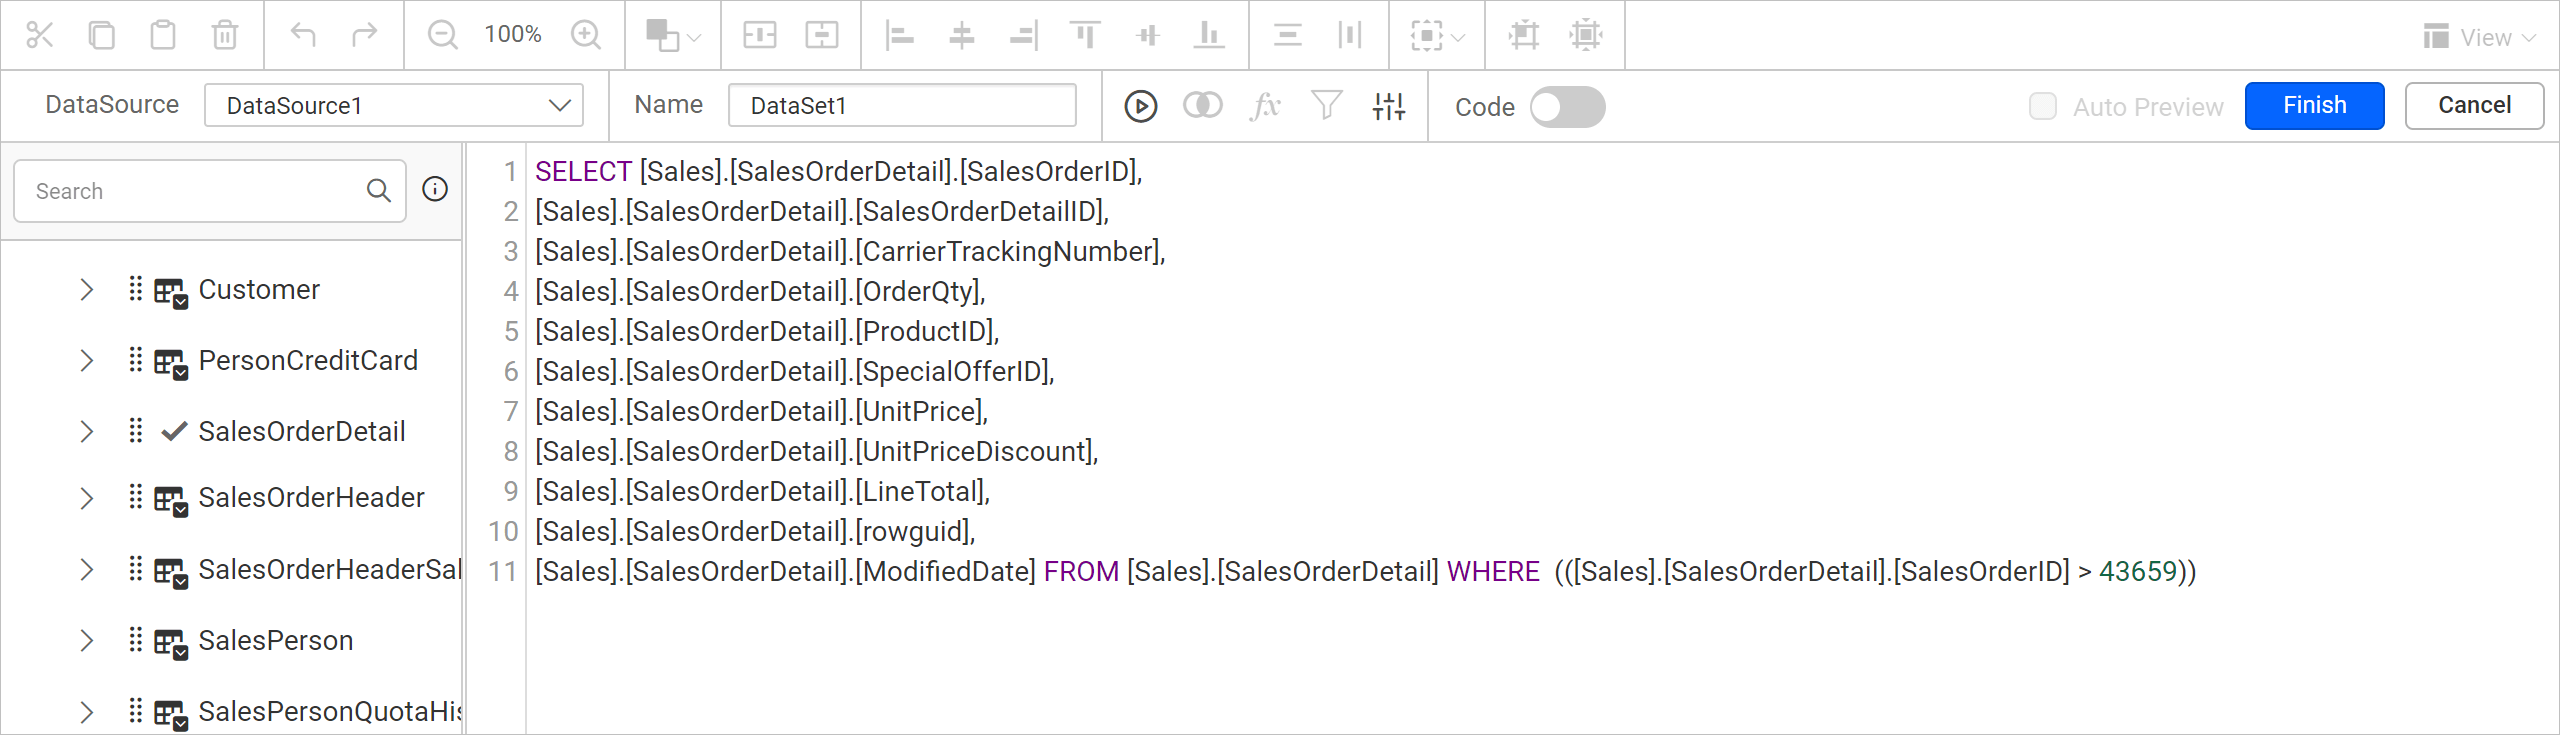 100%
View
DataSource DataSource1 Name DataSet1 fx Code Auto Preview Finish Cancel
Search
Customer
PersonCreditCard
SalesOrderDetail
SalesOrderHeader
SalesOrderHeaderSal
SalesPerson
SalesPersonQuotaHis
1 SELECT [Sales].[SalesOrderDetail].[SalesOrderID],
2 [Sales].[SalesOrderDetail].[SalesOrderDetailID],
3 [Sales].[SalesOrderDetail].[CarrierTrackingNumber],
4 [Sales].[SalesOrderDetail].[OrderQty],
5 [Sales].[SalesOrderDetail].[ProductID],
6 [Sales].[SalesOrderDetail].[SpecialOfferID],
7 [Sales].[SalesOrderDetail].[UnitPrice],
8 [Sales].[SalesOrderDetail].[UnitPriceDiscount],
9 [Sales].[SalesOrderDetail].[LineTotal],
10 [Sales].[SalesOrderDetail].[rowguid],
11 [Sales].[SalesOrderDetail].[ModifiedDate] FROM [Sales].[SalesOrderDetail] WHERE  (([Sales].[SalesOrderDetail].[SalesOrderID] > 43659))